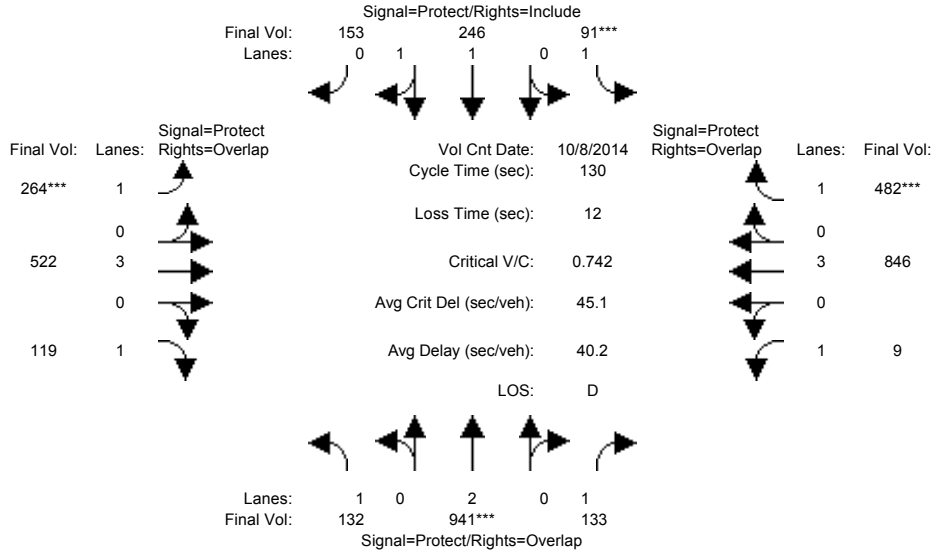 Signal=Protect/Rights=Include
Final Vol: 153 246 91***
Lanes: 0 1 1 0 1
Signal=Protect Signal=Protect
Final Vol: Lanes: Rights=Overlap Vol Cnt Date: 10/8/2014 Rights=Overlap Lanes: Final Vol:
Cycle Time (sec): 130
264*** 1 1 482***
Loss Time (sec): 12
0 0
522 3 Critical V/C: 0.742 3 846
0 Avg Crit Del (sec/veh): 45.1 0
119 1 Avg Delay (sec/veh): 40.2 1 9
LOS: D
Lanes: 1 0 2 0 1
Final Vol: 132 941*** 133
Signal=Protect/Rights=Overlap